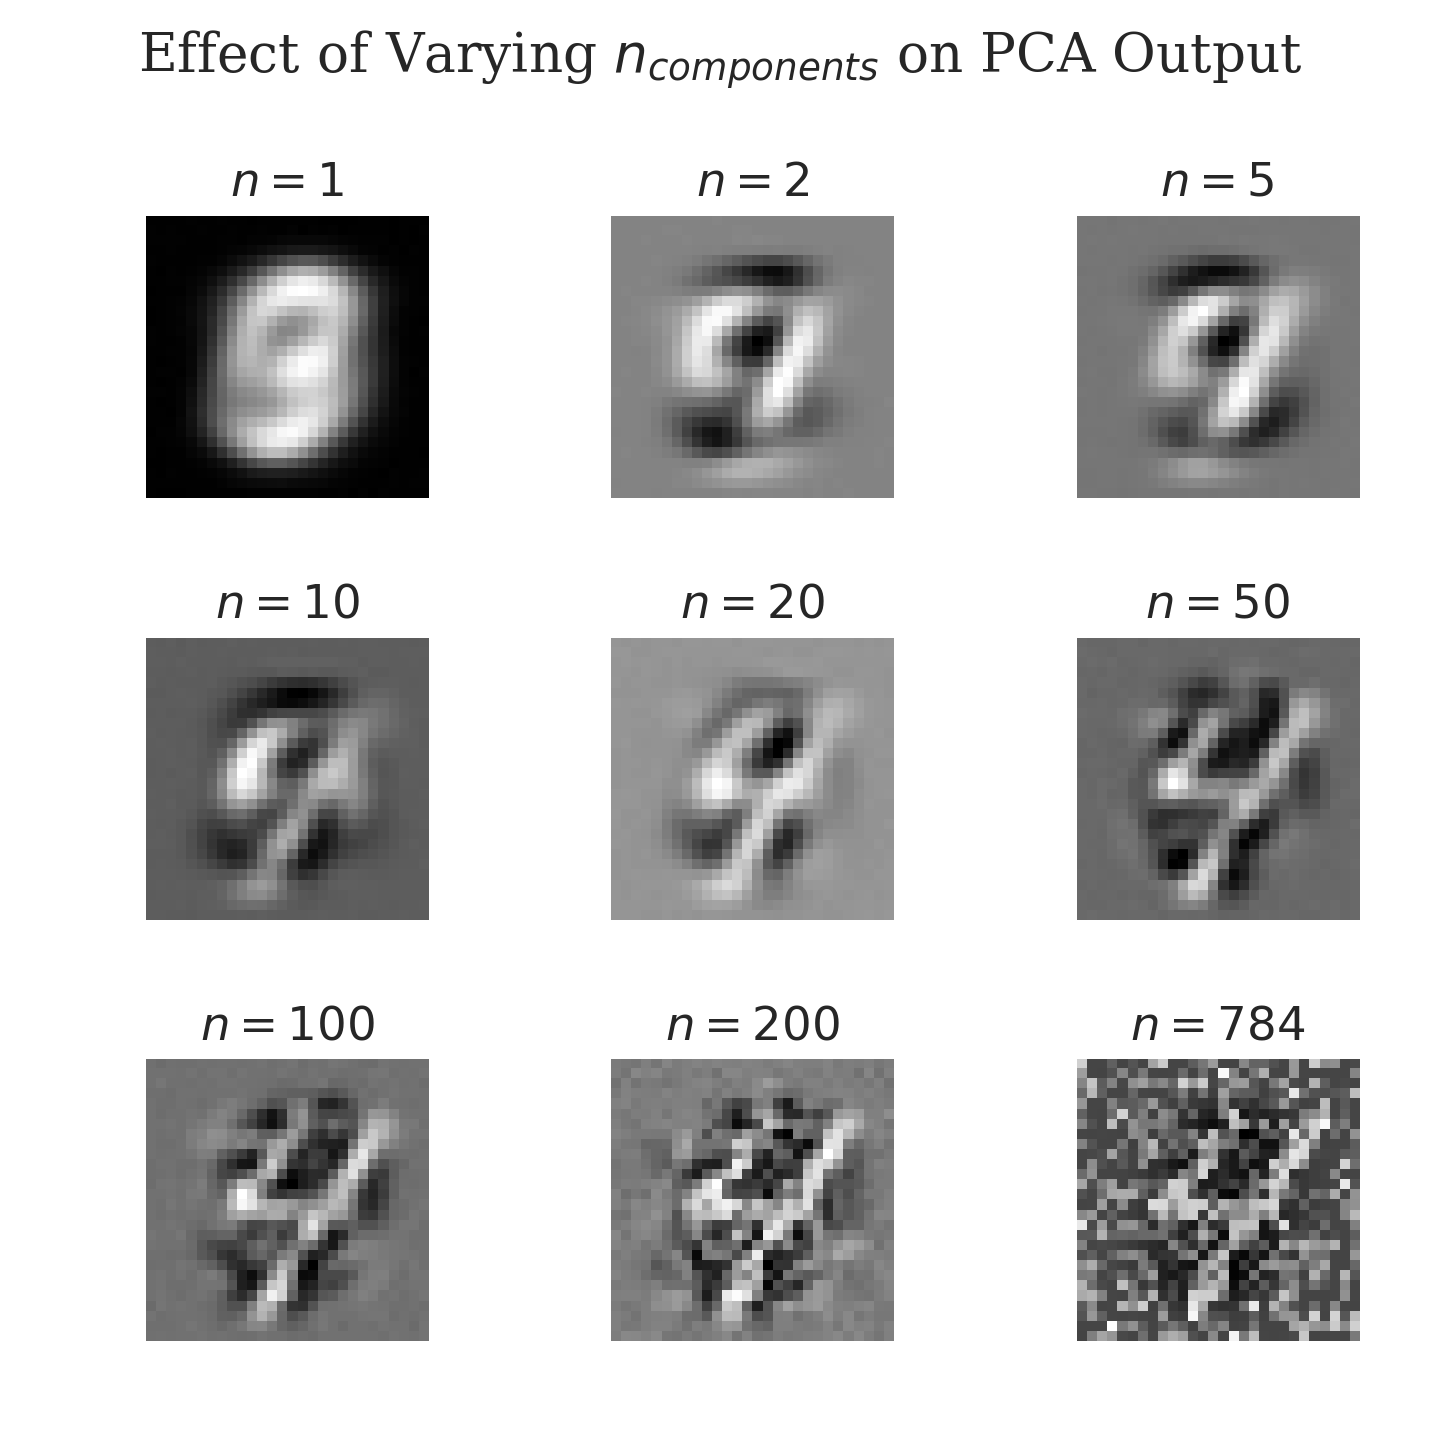 Effect of Varying n_components on PCA Output
n = 1
n = 2
n = 5
n = 10
n = 20
n = 50
n = 100
n = 200
n = 784